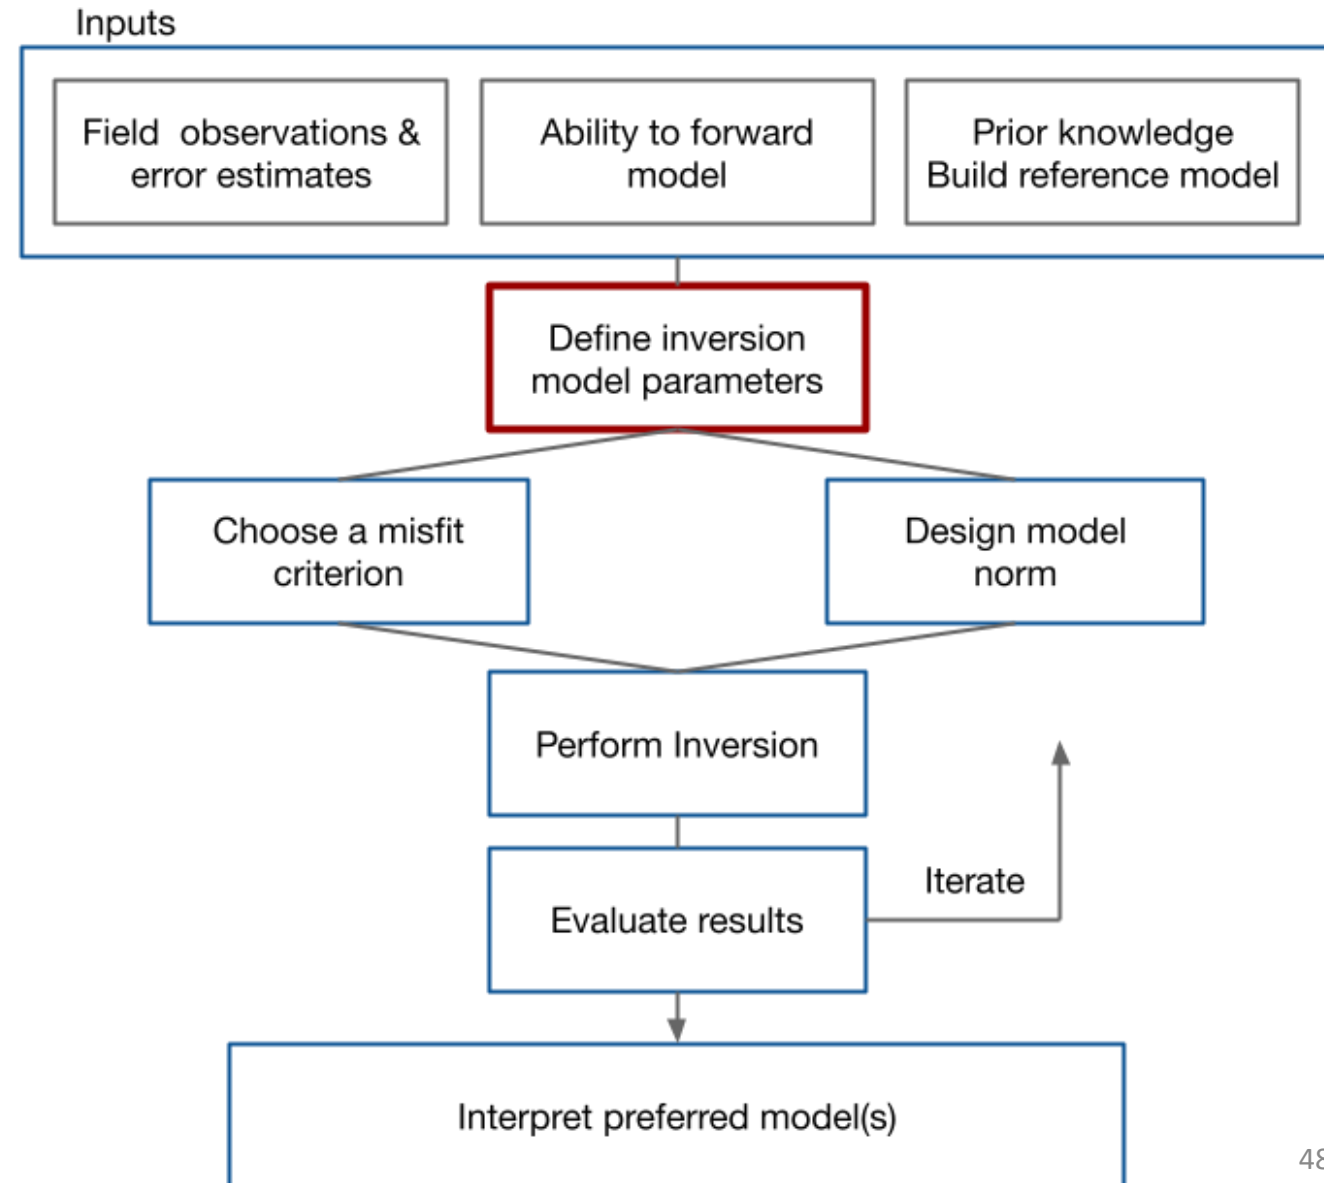 Inputs
Field observations &
error estimates
Ability to forward
model
Prior knowledge
Build reference model
Define inversion
model parameters
Choose a misfit
criterion
Design model
norm
Perform Inversion
Iterate
Evaluate results
Interpret preferred model(s)
48